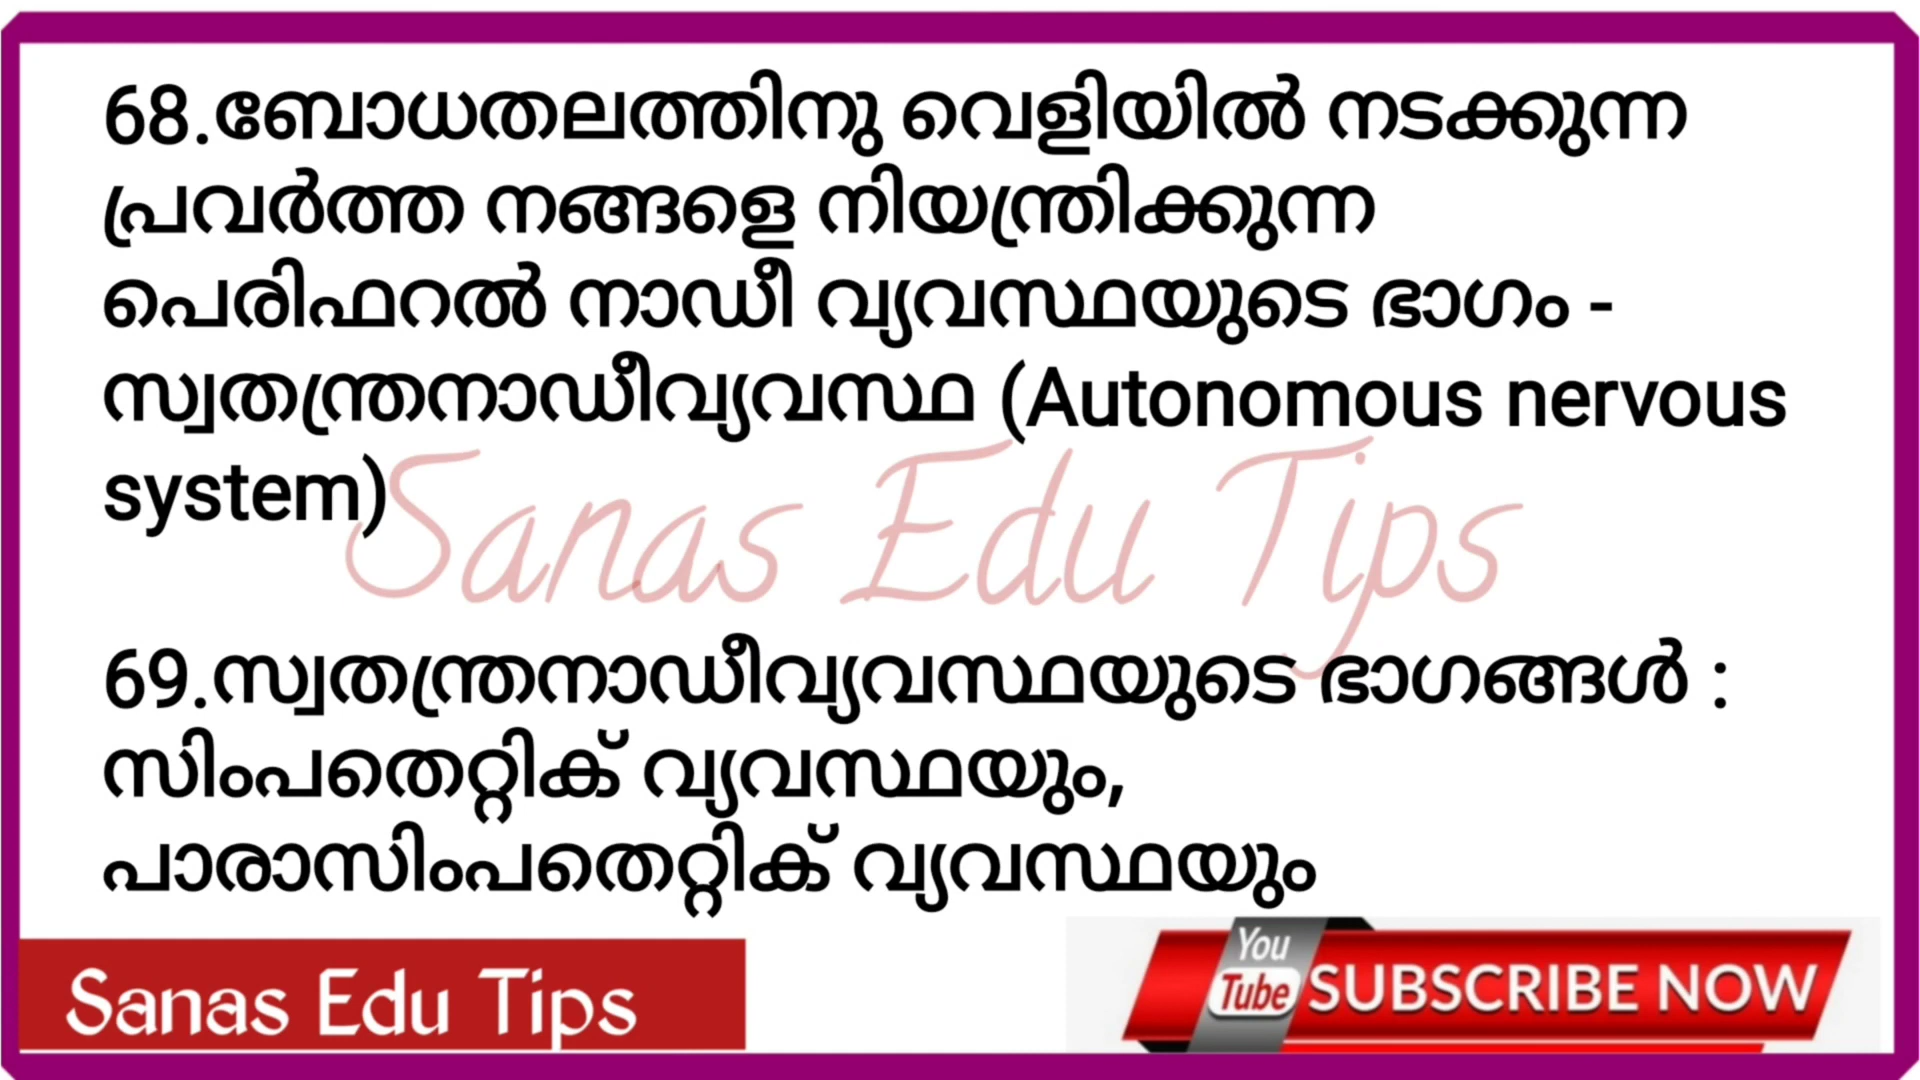 68.ബോധതലത്തിനു വെളിയിൽ നടക്കുന്ന
പ്രവർത്ത നങ്ങളെ നിയന്ത്രിക്കുന്ന
പെരിഫറൽ നാഡീ വ്യവസ്ഥയുടെ ഭാഗം -
സ്വതന്ത്രനാഡീവ്യവസ്ഥ (Autonomous nervous
system)
Sanas Edu Tips
69.സ്വതന്ത്രനാഡീവ്യവസ്ഥയുടെ ഭാഗങ്ങൾ :
സിംപതെറ്റിക് വ്യവസ്ഥയും,
പാരാസിംപതെറ്റിക് വ്യവസ്ഥയും
Sanas Edu Tips
You
Tube SUBSCRIBE NOW